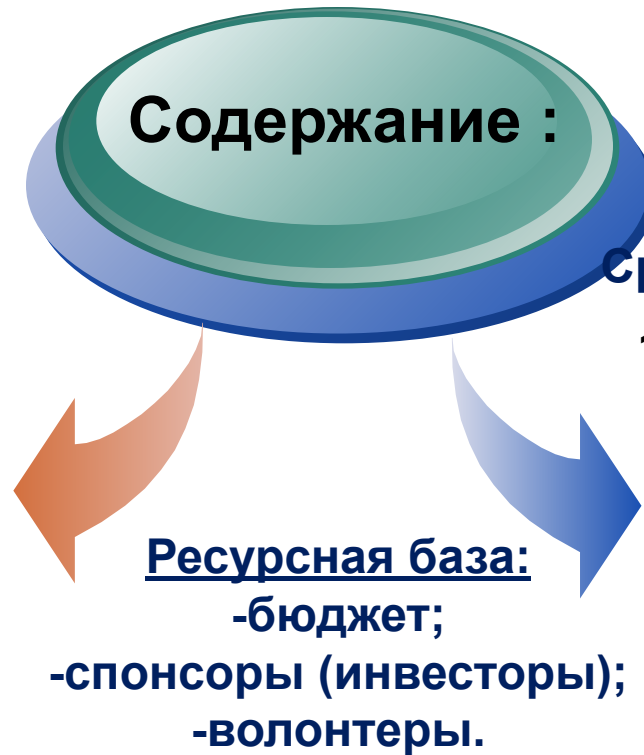 Содержание :
Ресурсная база:
-бюджет;
-спонсоры (инвесторы);
-волонтеры.